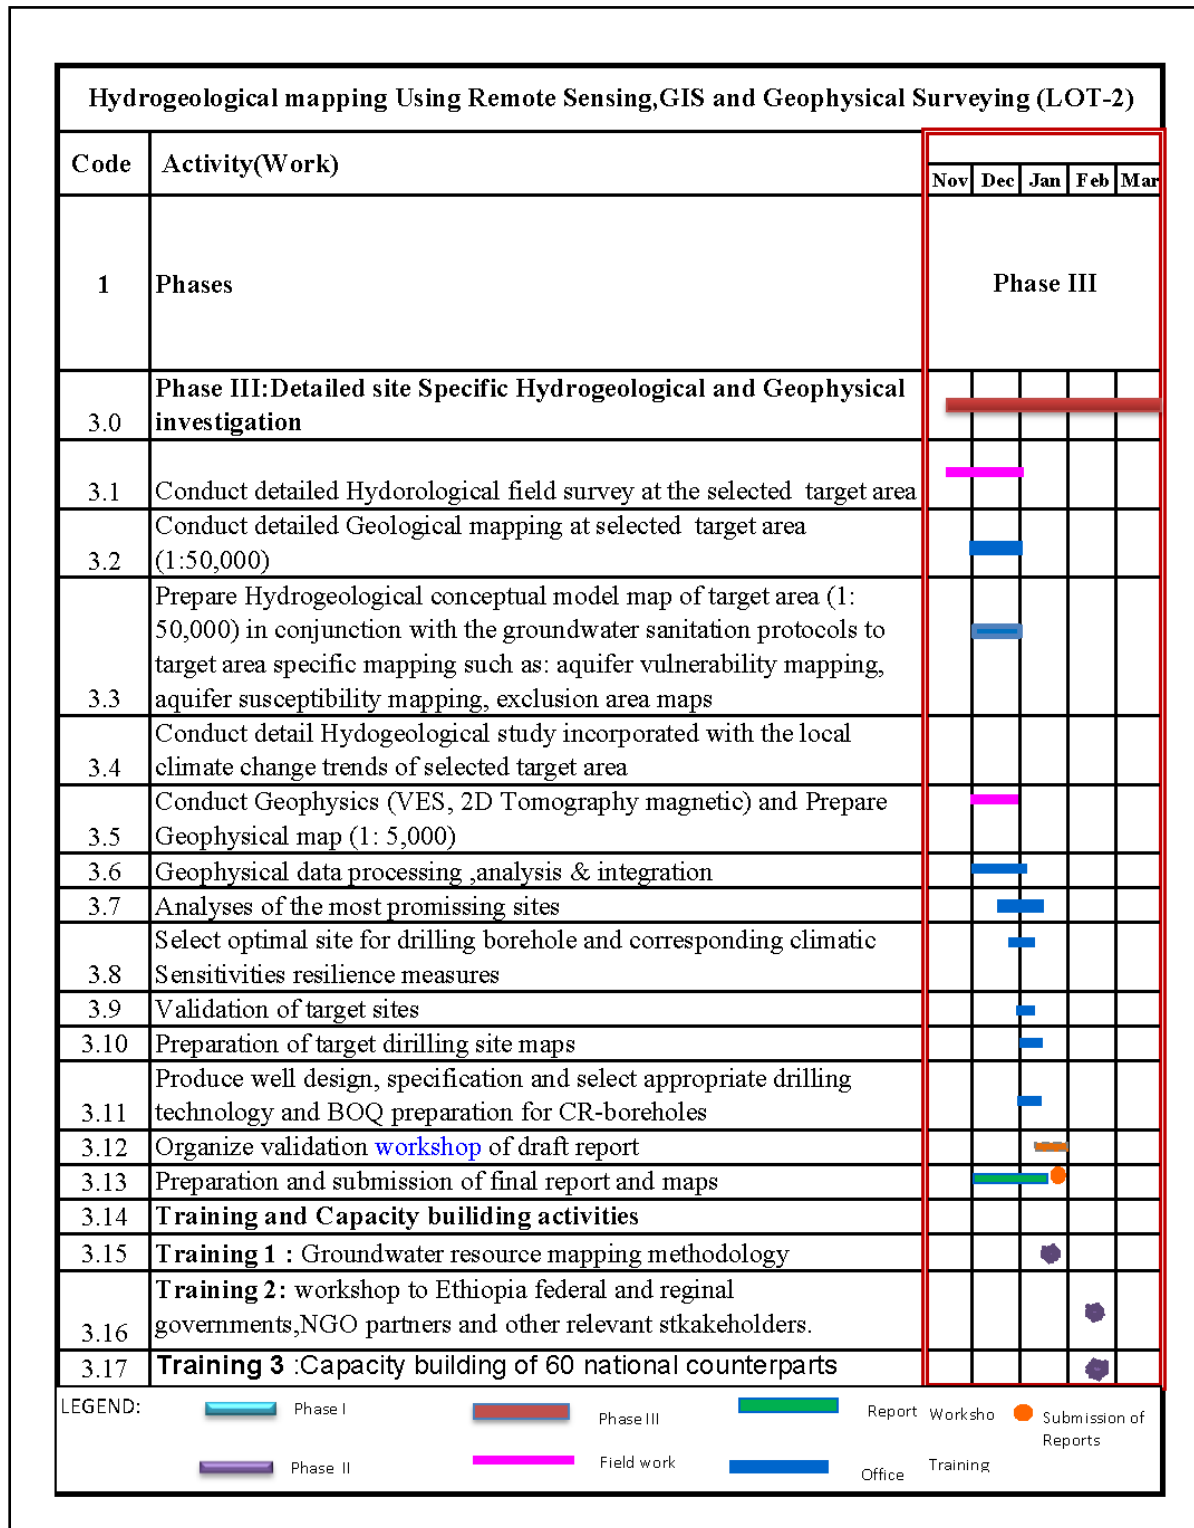 Hydrogeological mapping Using Remote Sensing,GIS and Geophysical Surveying (LOT-2)
Code
Activity(Work)
Nov Dec Jan Feb Mar
1
Phases
Phase III
Phase III:Detailed site Specific Hydrogeological and Geophysical
3.0 investigation
3.1 Conduct detailed Hydorological field survey at the selected target area
Conduct detailed Geological mapping at selected target area
3.2 (1:50,000)
Prepare Hydrogeological conceptual model map of target area (1:
50,000) in conjunction with the groundwater sanitation protocols to
target area specific mapping such as: aquifer vulnerability mapping,
3.3 aquifer susceptibility mapping, exclusion area maps
Conduct detail Hydogeological study incorporated with the local
3.4 climate change trends of selected target area
Conduct Geophysics (VES, 2D Tomography magnetic) and Prepare
3.5 Geophysical map (1: 5,000)
3.6 Geophysical data processing ,analysis & integration
3.7 Analyses of the most promissing sites
Select optimal site for drilling borehole and corresponding climatic
3.8 Sensitivities resilience measures
3.9 Validation of target sites
3.10 Preparation of target dirilling site maps
Produce well design, specification and select appropriate drilling
3.11 technology and BOQ preparation for CR-boreholes
3.12 Organize validation workshop of draft report
3.13 Preparation and submission of final report and maps
3.14 Training and Capacity builiding activities
3.15 Training 1 : Groundwater resource mapping methodology
Training 2: workshop to Ethiopia federal and reginal
3.16 governments,NGO partners and other relevant stkakeholders.
3.17 Training 3 :Capacity building of 60 national counterparts
LEGEND:
Phase I
Phase III
Report
Worksho
Submission of
Reports
Phase II
Field work
Office
Training